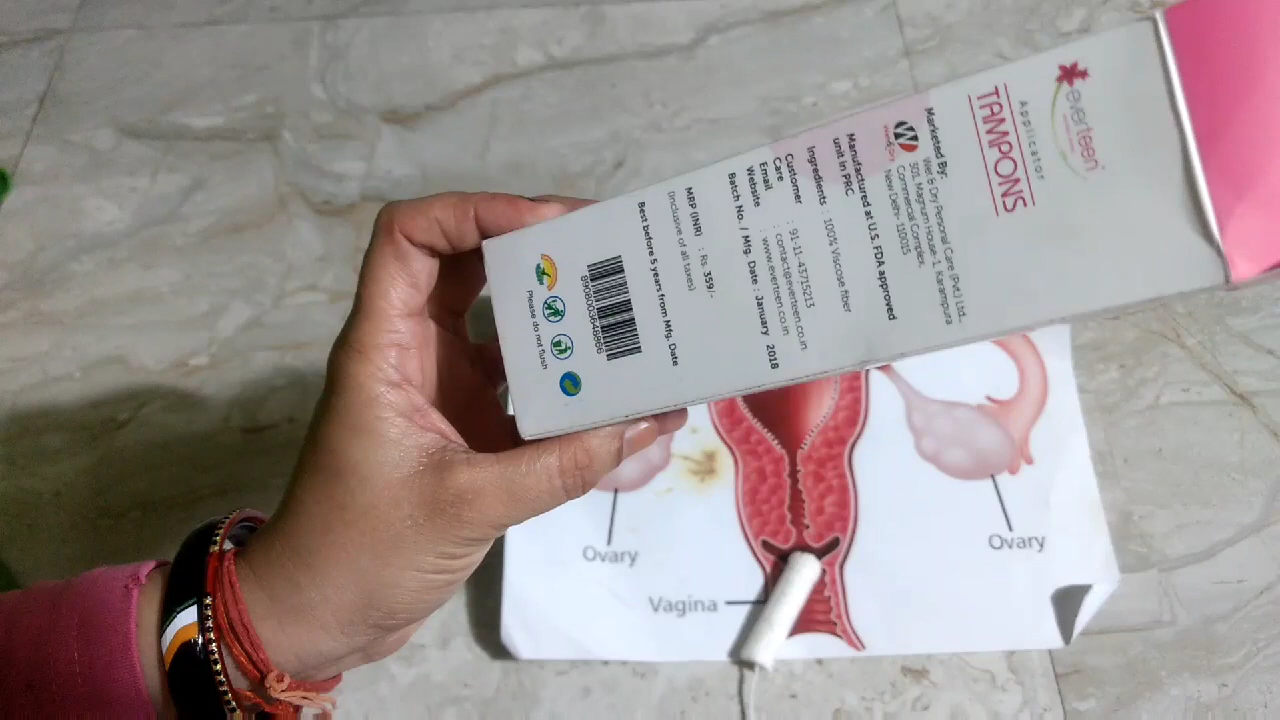 everteen
Applicator
TAMPONS
Marketed By:
Wet & Dry Personal Care (Pvt.) Ltd.,
301, Magnum House-1, Karampura
Commercial Complex,
New Delhi- 110015
Manufactured at U.S. FDA approved
unit in PRC
Ingredients : 100% Viscose fiber
Customer
Care : 91-11-43715213
Email : contact@everteen.co.in
Website : www.everteen.co.in
Batch No. / Mfg. Date : January 2018
MRP (INR) : Rs. 359/-
(Inclusive of all taxes)
Best before 5 years from Mfg. Date
8908003648866
Please do not flush
Ovary
Ovary
Vagina